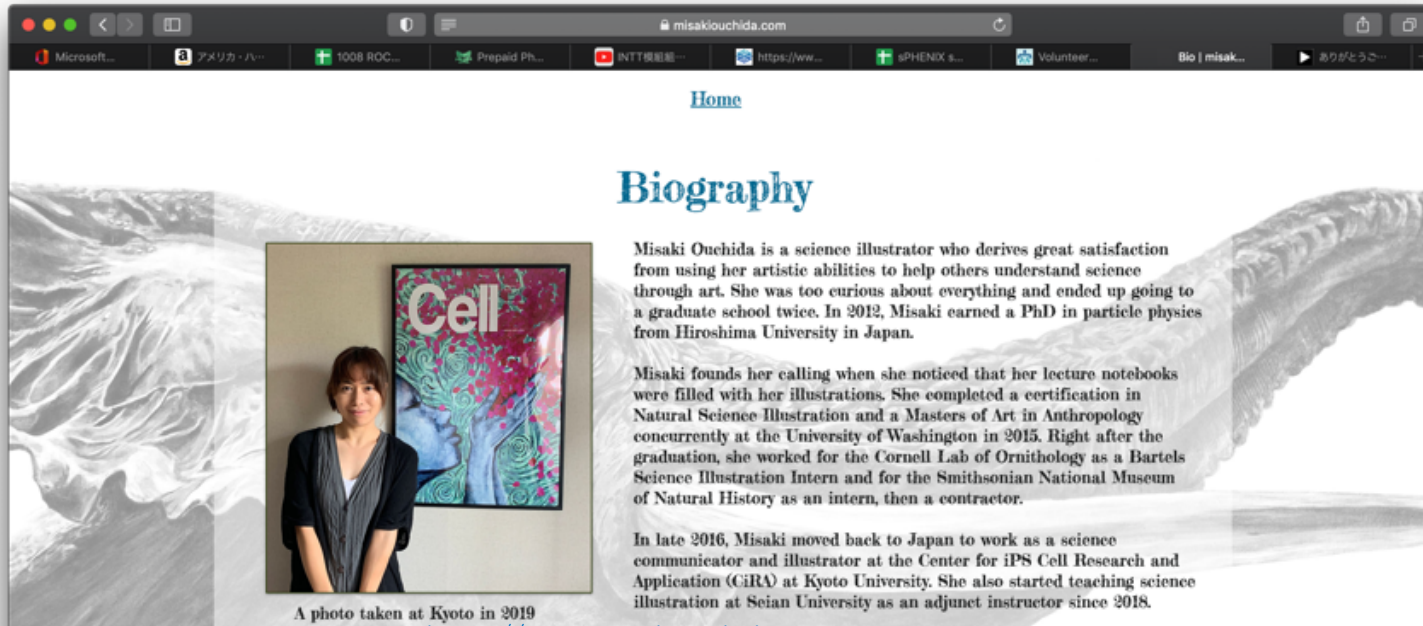 misakiouchida.com
Microsoft...
アメリカ・ハ…
1008 ROC...
Prepaid Ph...
INTT模組組…
https://ww...
sPHENIX s...
Volunteer...
Bio | misak...
ありがとうご…
Home
Biography
Cell
A photo taken at Kyoto in 2019
Misaki Ouchida is a science illustrator who derives great satisfaction
from using her artistic abilities to help others understand science
through art. She was too curious about everything and ended up going to
a graduate school twice. In 2012, Misaki earned a PhD in particle physics
from Hiroshima University in Japan.
Misaki founds her calling when she noticed that her lecture notebooks
were filled with her illustrations. She completed a certification in
Natural Science Illustration and a Masters of Art in Anthropology
concurrently at the University of Washington in 2015. Right after the
graduation, she worked for the Cornell Lab of Ornithology as a Bartels
Science Illustration Intern and for the Smithsonian National Museum
of Natural History as an intern, then a contractor.
In late 2016, Misaki moved back to Japan to work as a science
communicator and illustrator at the Center for iPS Cell Research and
Application (CiRA) at Kyoto University. She also started teaching science
illustration at Seian University as an adjunct instructor since 2018.